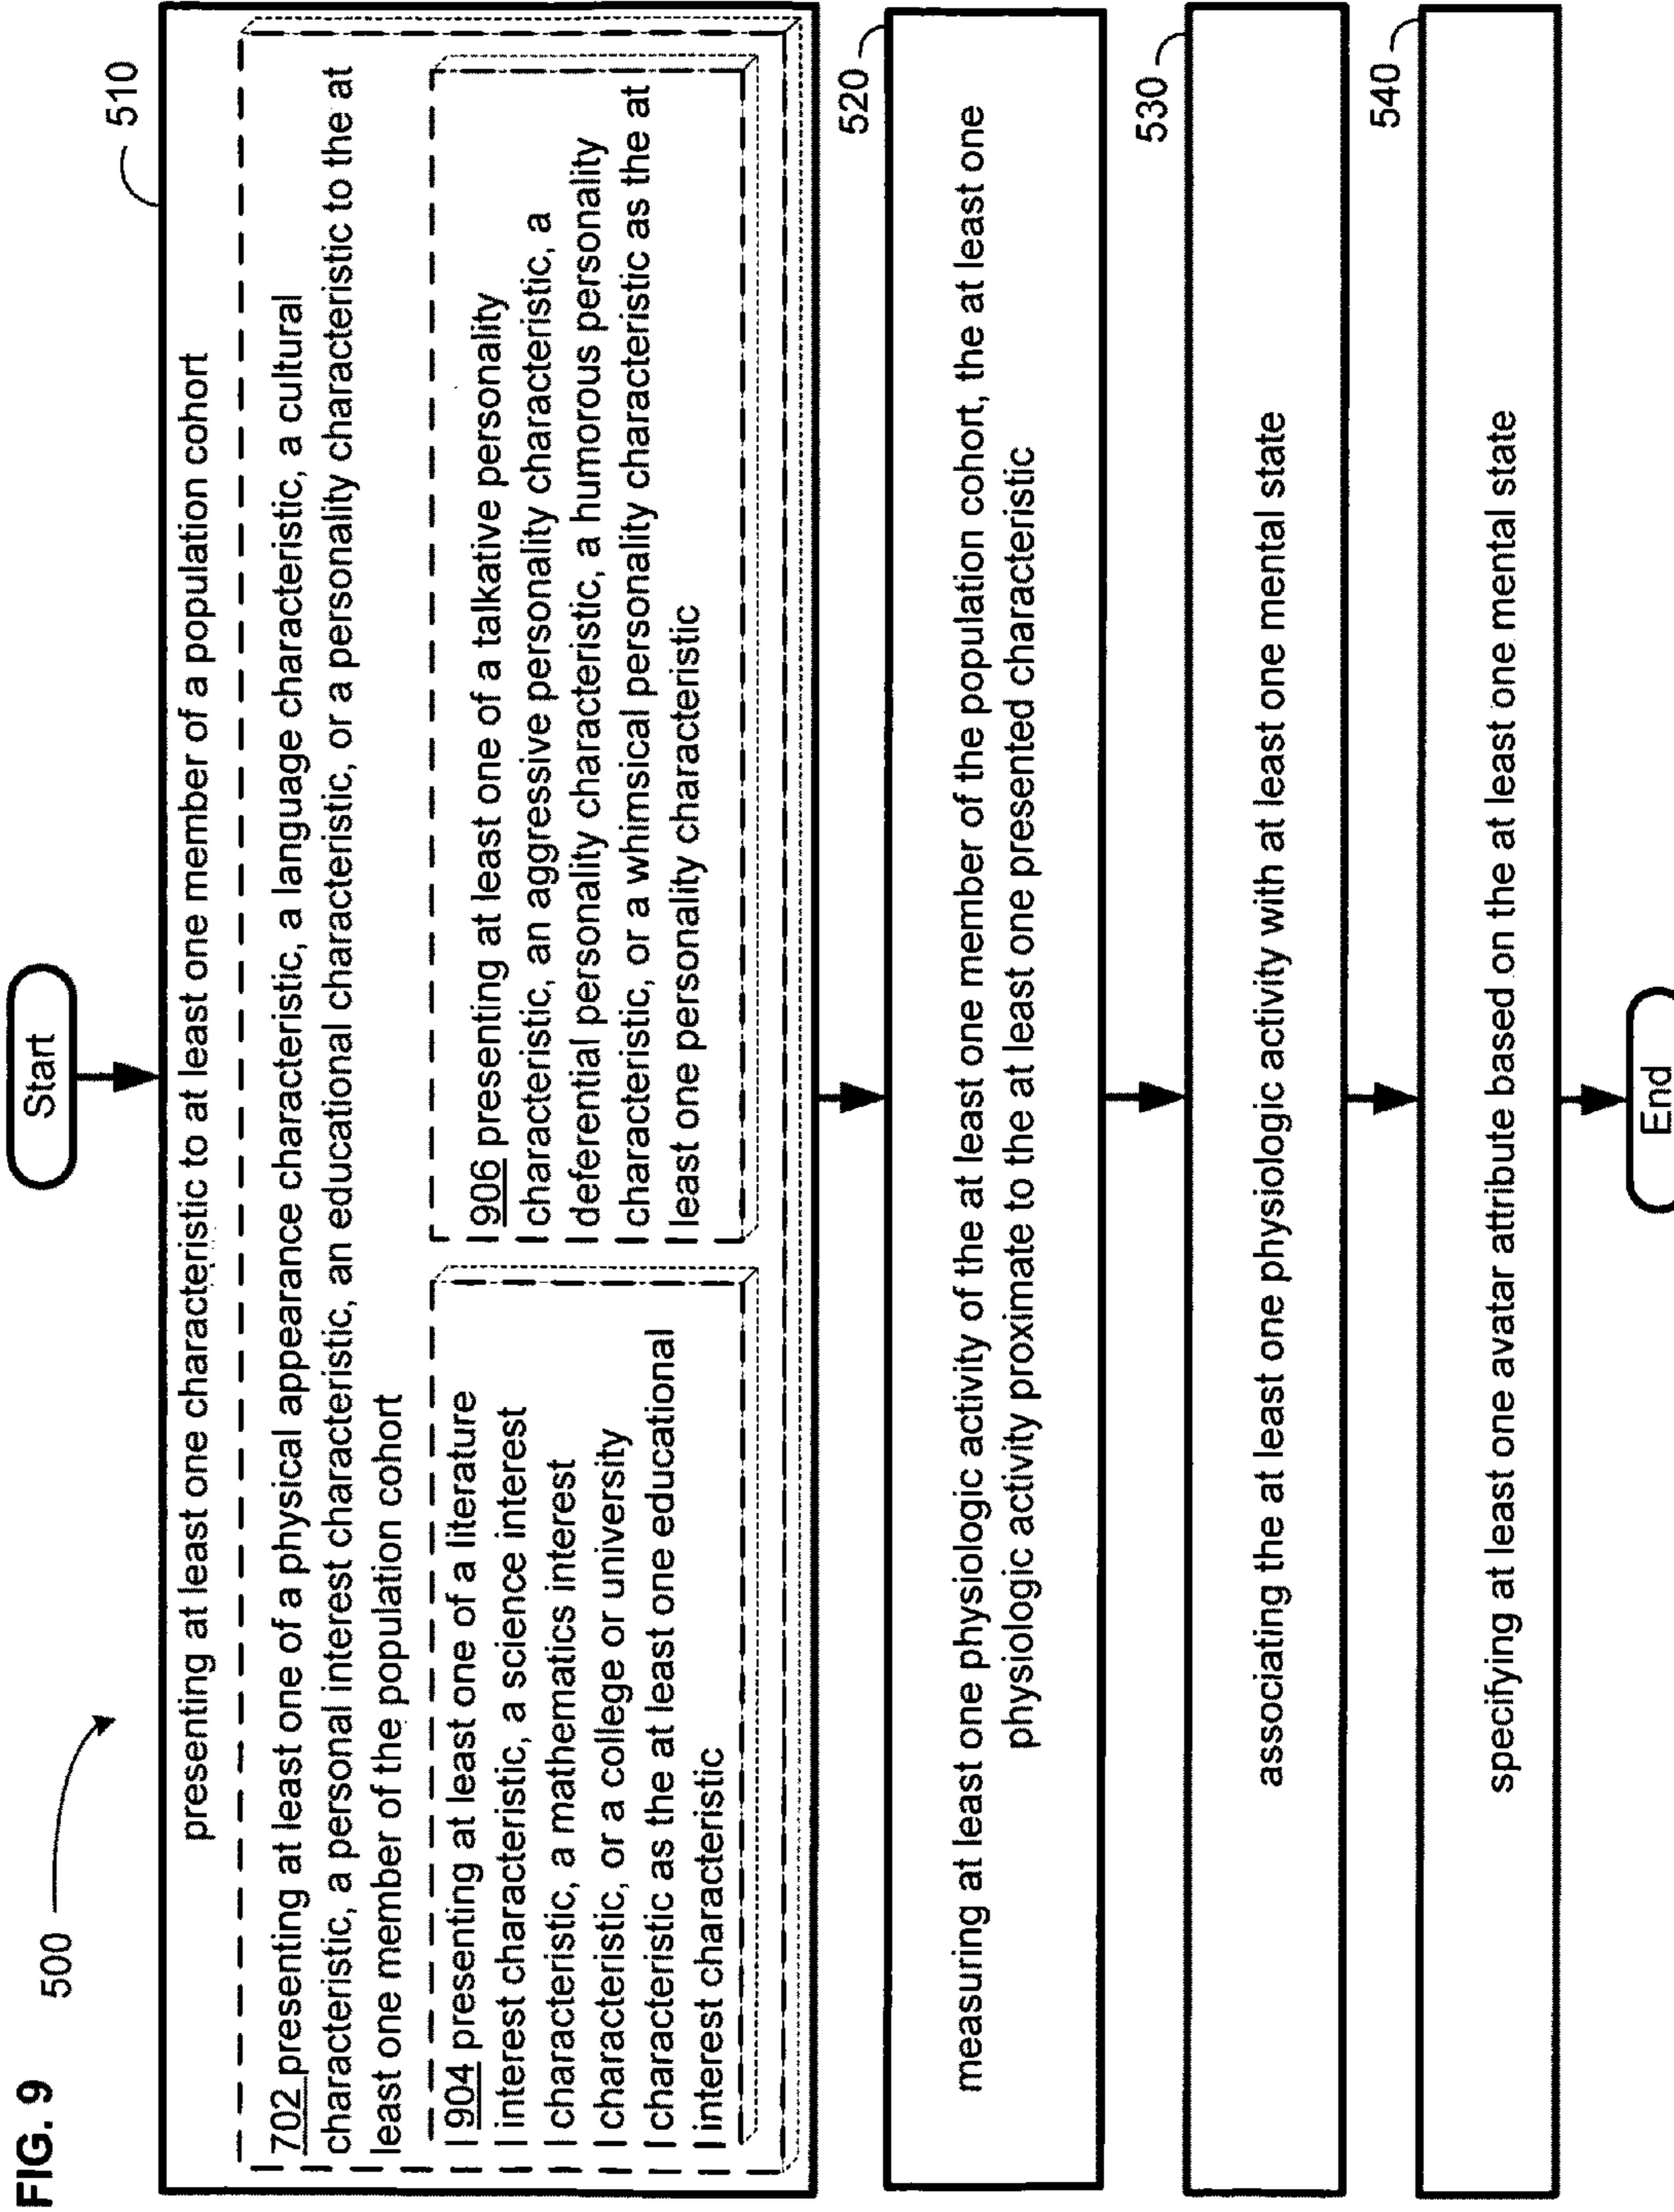 FIG. 9
500
Start
510
presenting at least one characteristic to at least one member of a population cohort
702 presenting at least one of a physical appearance characteristic, a language characteristic, a cultural
characteristic, a personal interest characteristic, an educational characteristic, or a personality characteristic to the at
least one member of the population cohort
904 presenting at least one of a literature
interest characteristic, a science interest
characteristic, a mathematics interest
characteristic, or a college or university
characteristic as the at least one educational
interest characteristic
906 presenting at least one of a talkative personality
characteristic, an aggressive personality characteristic, a
deferential personality characteristic, a humorous personality
characteristic, or a whimsical personality characteristic as the at
least one personality characteristic
520
measuring at least one physiologic activity of the at least one member of the population cohort, the at least one
physiologic activity proximate to the at least one presented characteristic
530
associating the at least one physiologic activity with at least one mental state
540
specifying at least one avatar attribute based on the at least one mental state
End